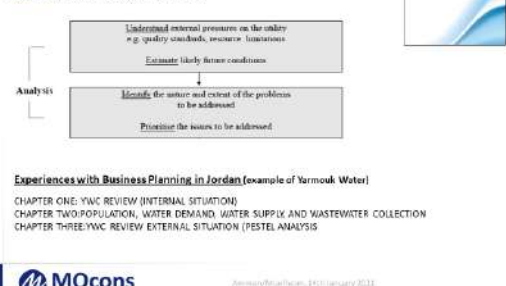 Understand external pressures on the utility
e.g. quality standards, resource limitations
Estimate likely future conditions
Analysis
Identify the nature and extent of the problems
to be addressed
Prioritise the issues to be addressed
Experiences with Business Planning in Jordan (example of Yarmouk Water)
CHAPTER ONE: YWC REVIEW (INTERNAL SITUATION)
CHAPTER TWO:POPULATION, WATER DEMAND, WATER SUPPLY, AND WASTEWATER COLLECTION
CHAPTER THREE:YWC REVIEW EXTERNAL SITUATION (PESTEL ANALYSIS
MOcons
January